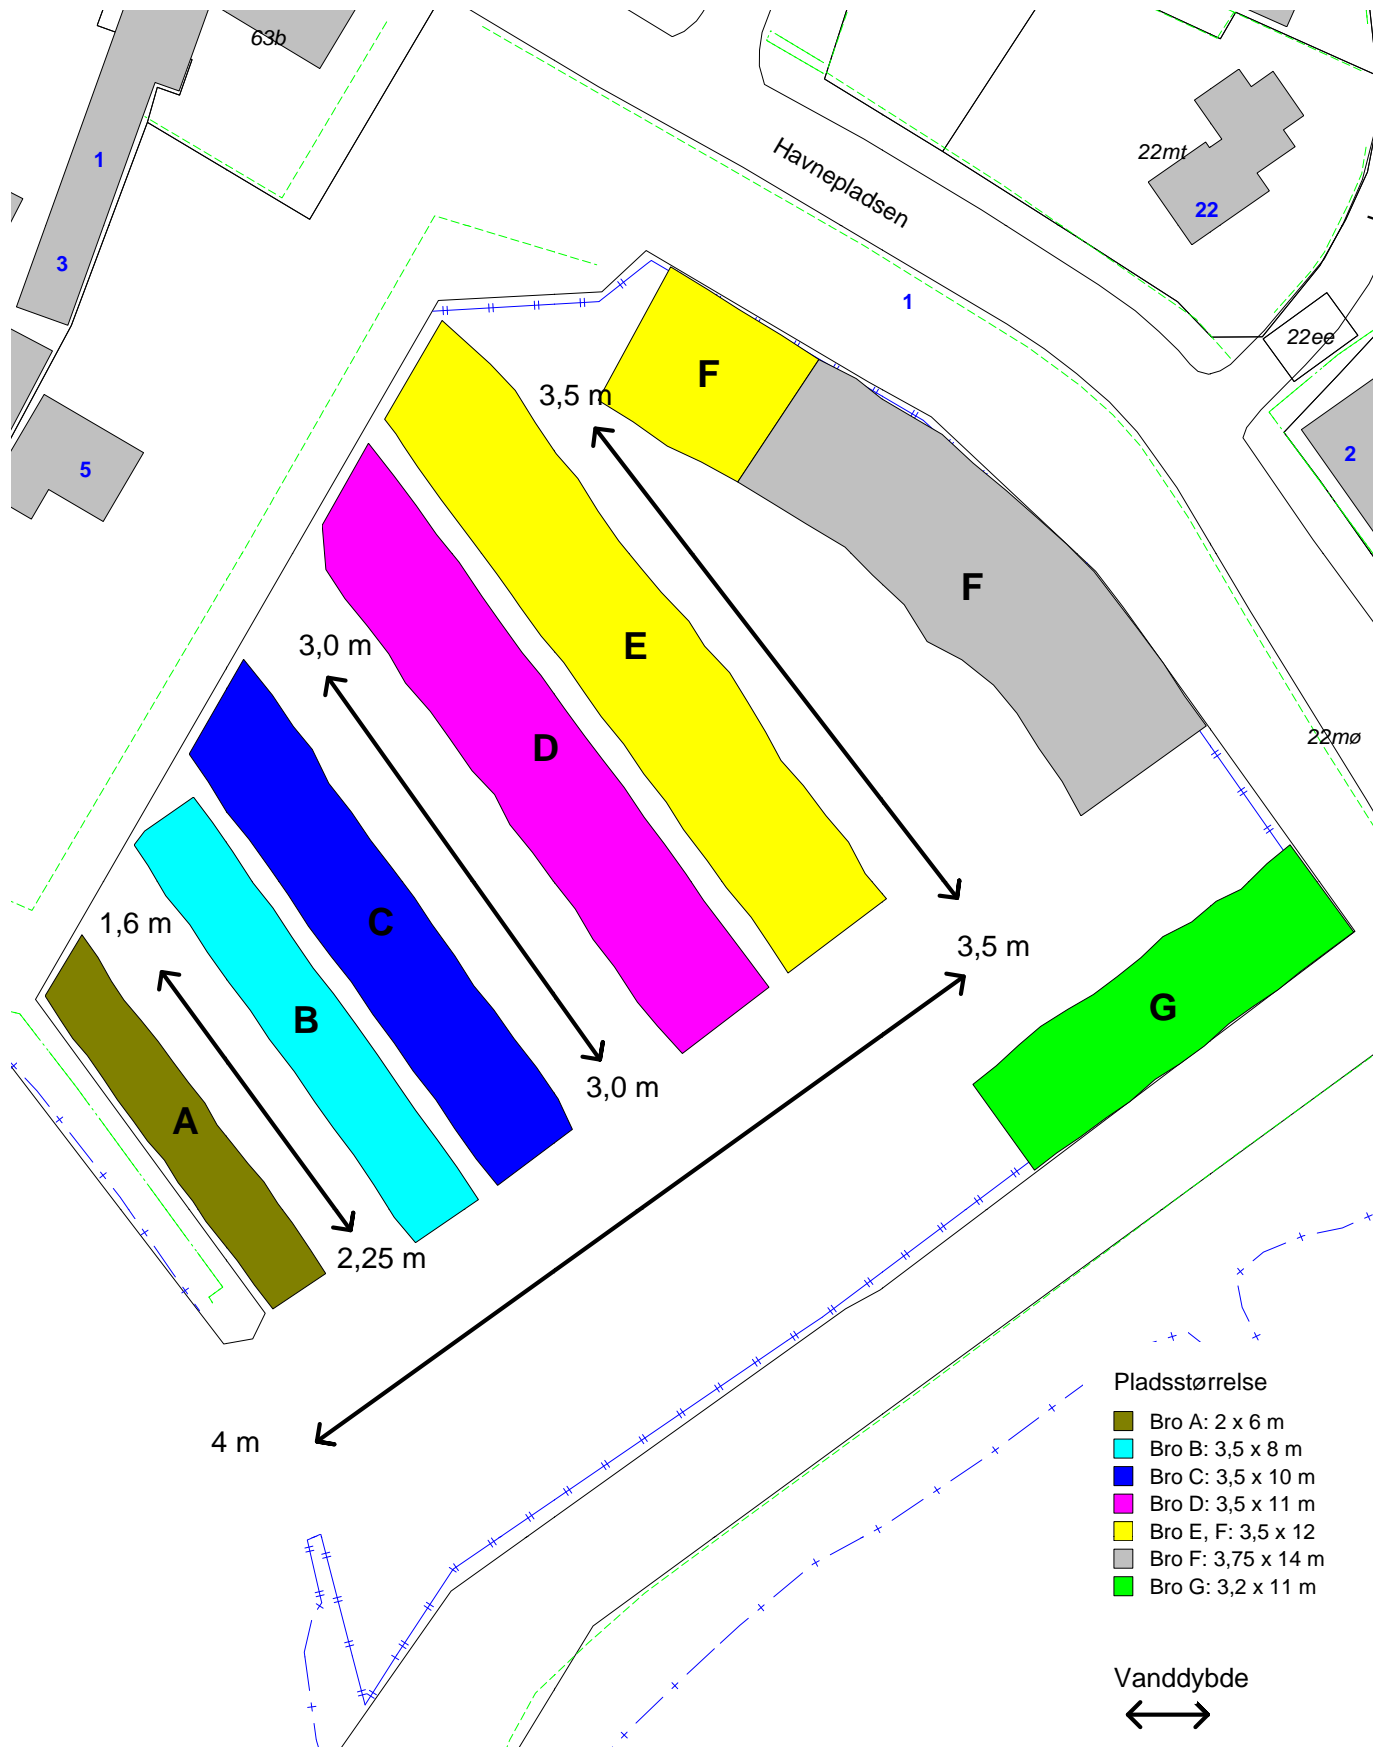 63b
1
Havnepladsen
22mt
22
3
1
22ee
F
3,5 m
2
5
F
3,0 m
E
D
22mø
C
1,6 m
3,5 m
G
B
3,0 m
A
2,25 m
4 m
Pladsstørrelse
Bro A: 2 x 6 m
Bro B: 3,5 x 8 m
Bro C: 3,5 x 10 m
Bro D: 3,5 x 11 m
Bro E, F: 3,5 x 12
Bro F: 3,75 x 14 m
Bro G: 3,2 x 11 m
Vanddybde